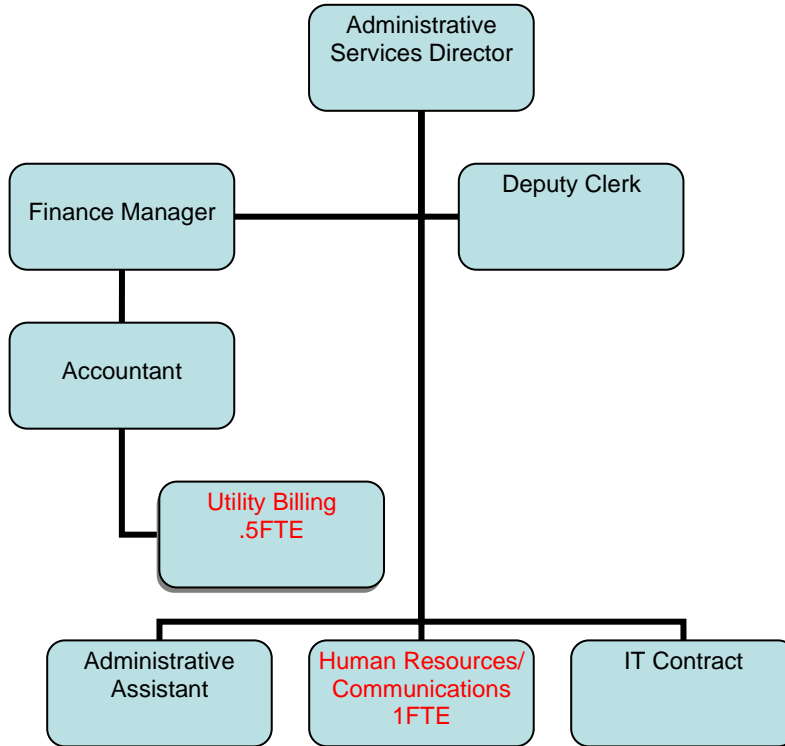 Administrative
Services Director
Finance Manager
Deputy Clerk
Accountant
Utility Billing
.5FTE
Administrative
Assistant
Human Resources/
Communications
1FTE
IT Contract